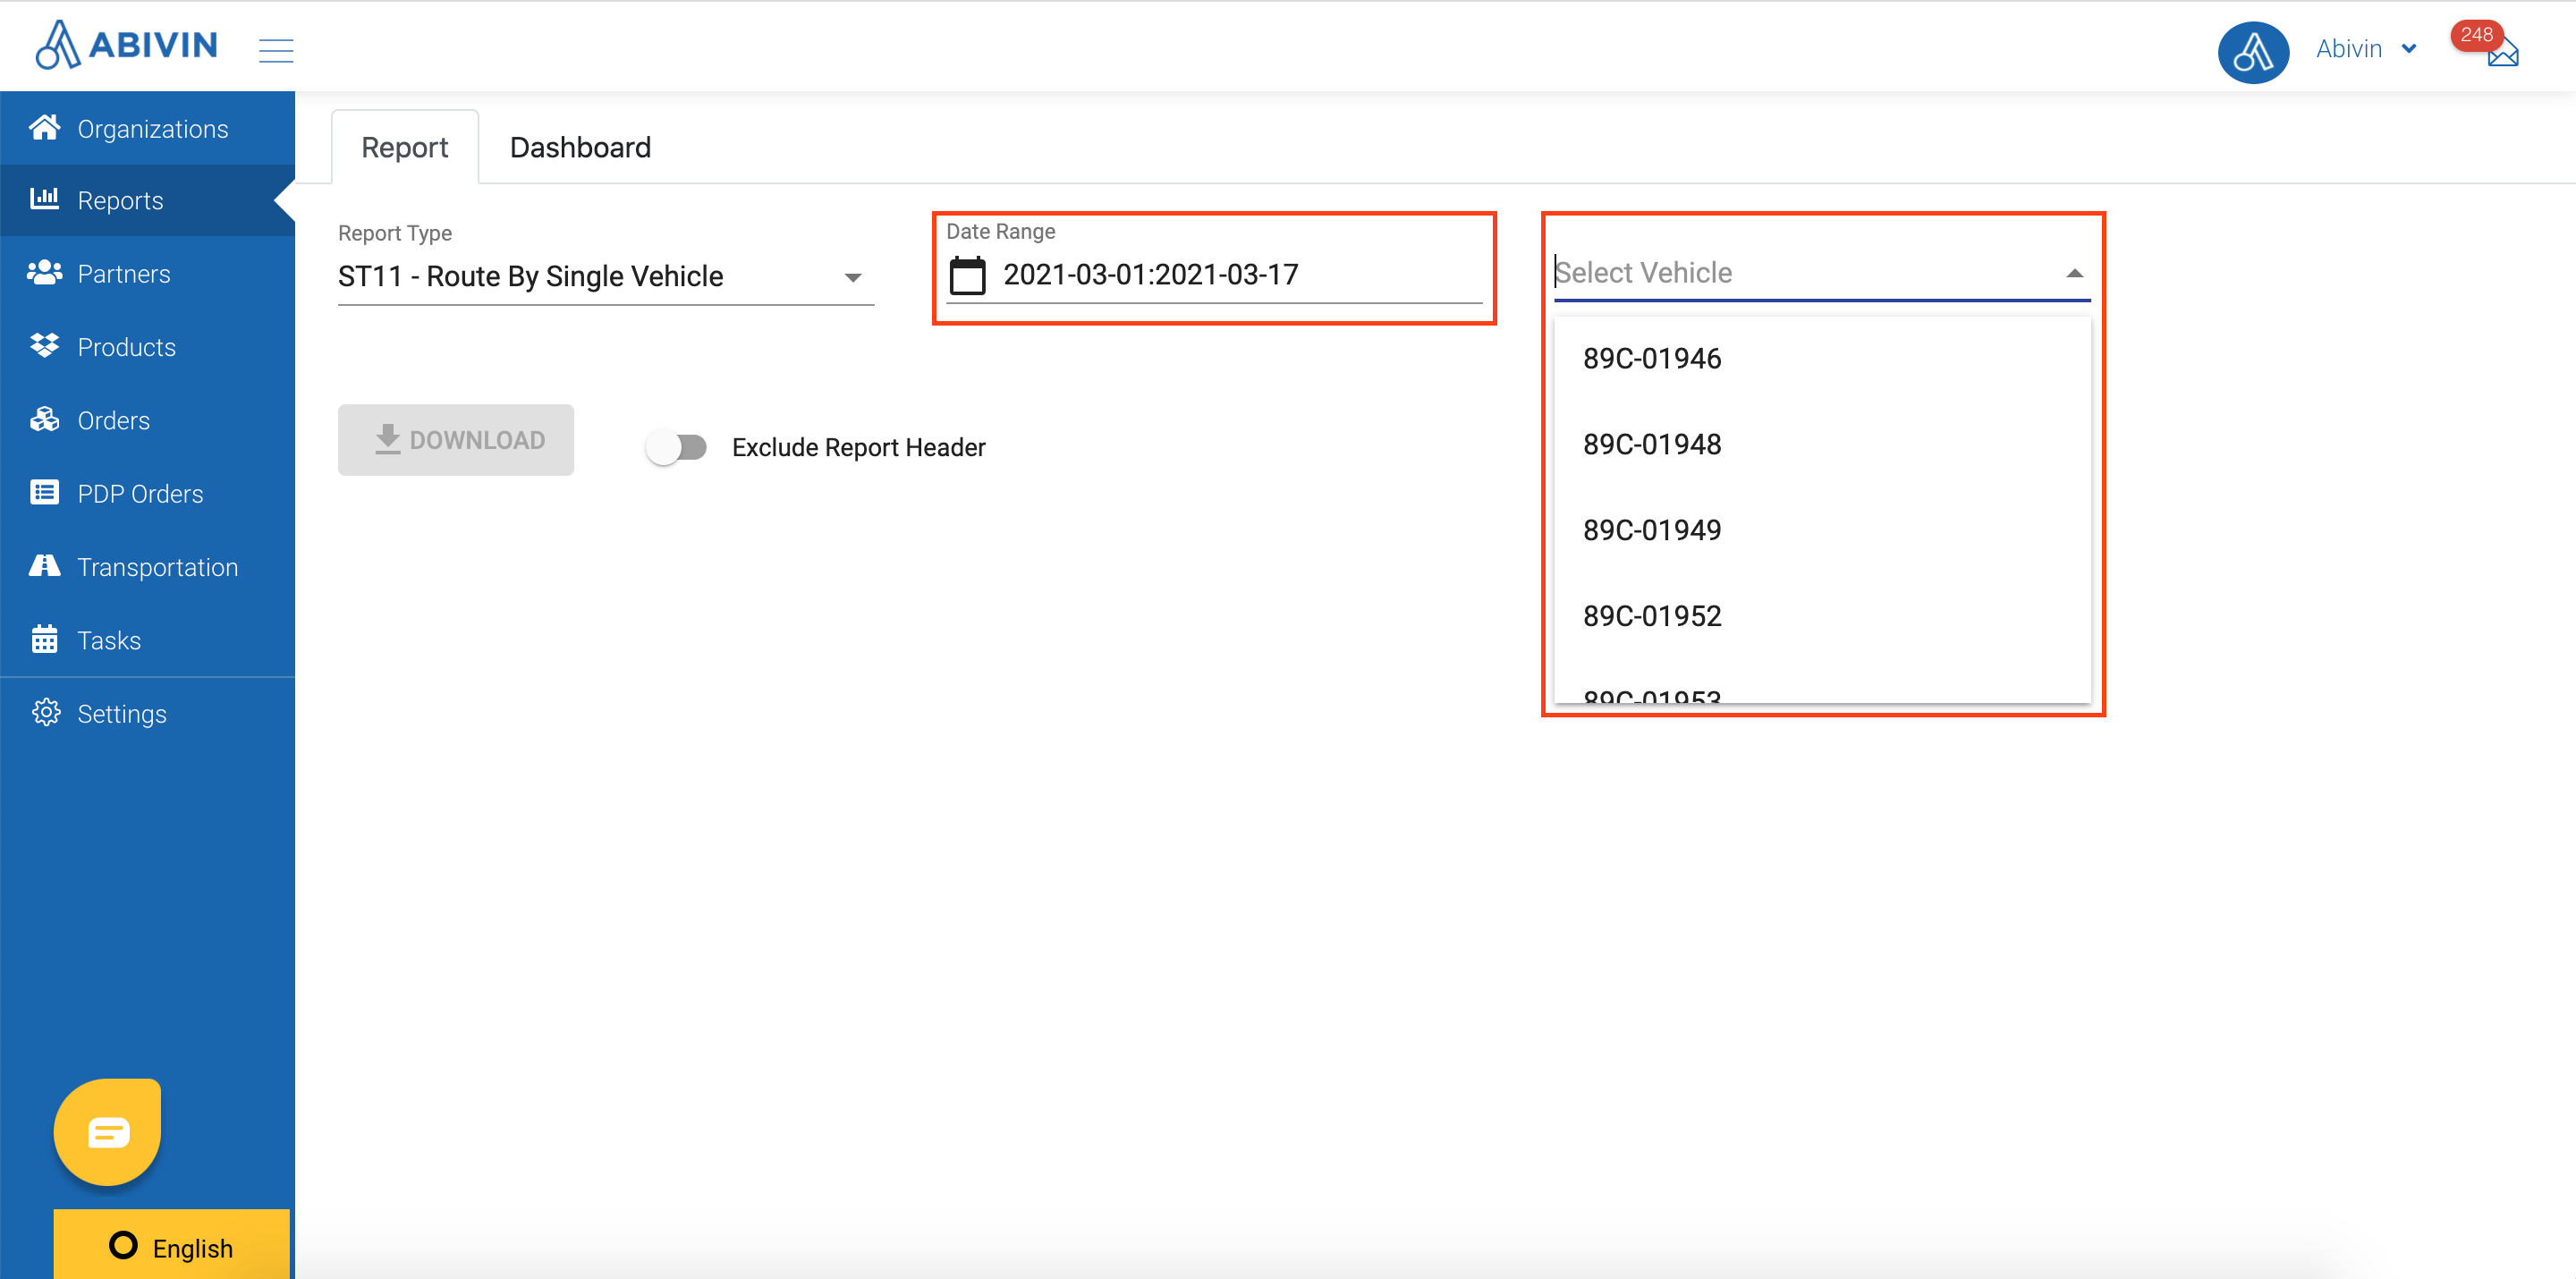 ABIVIN
Abivin
248
Organizations
Reports
Partners
Products
Orders
PDP Orders
Transportation
Tasks
Settings
English
Report
Dashboard
Report Type
ST11 - Route By Single Vehicle
Date Range
2021-03-01:2021-03-17
Select Vehicle
89C-01946
89C-01948
89C-01949
89C-01952
89C-01953
DOWNLOAD
Exclude Report Header